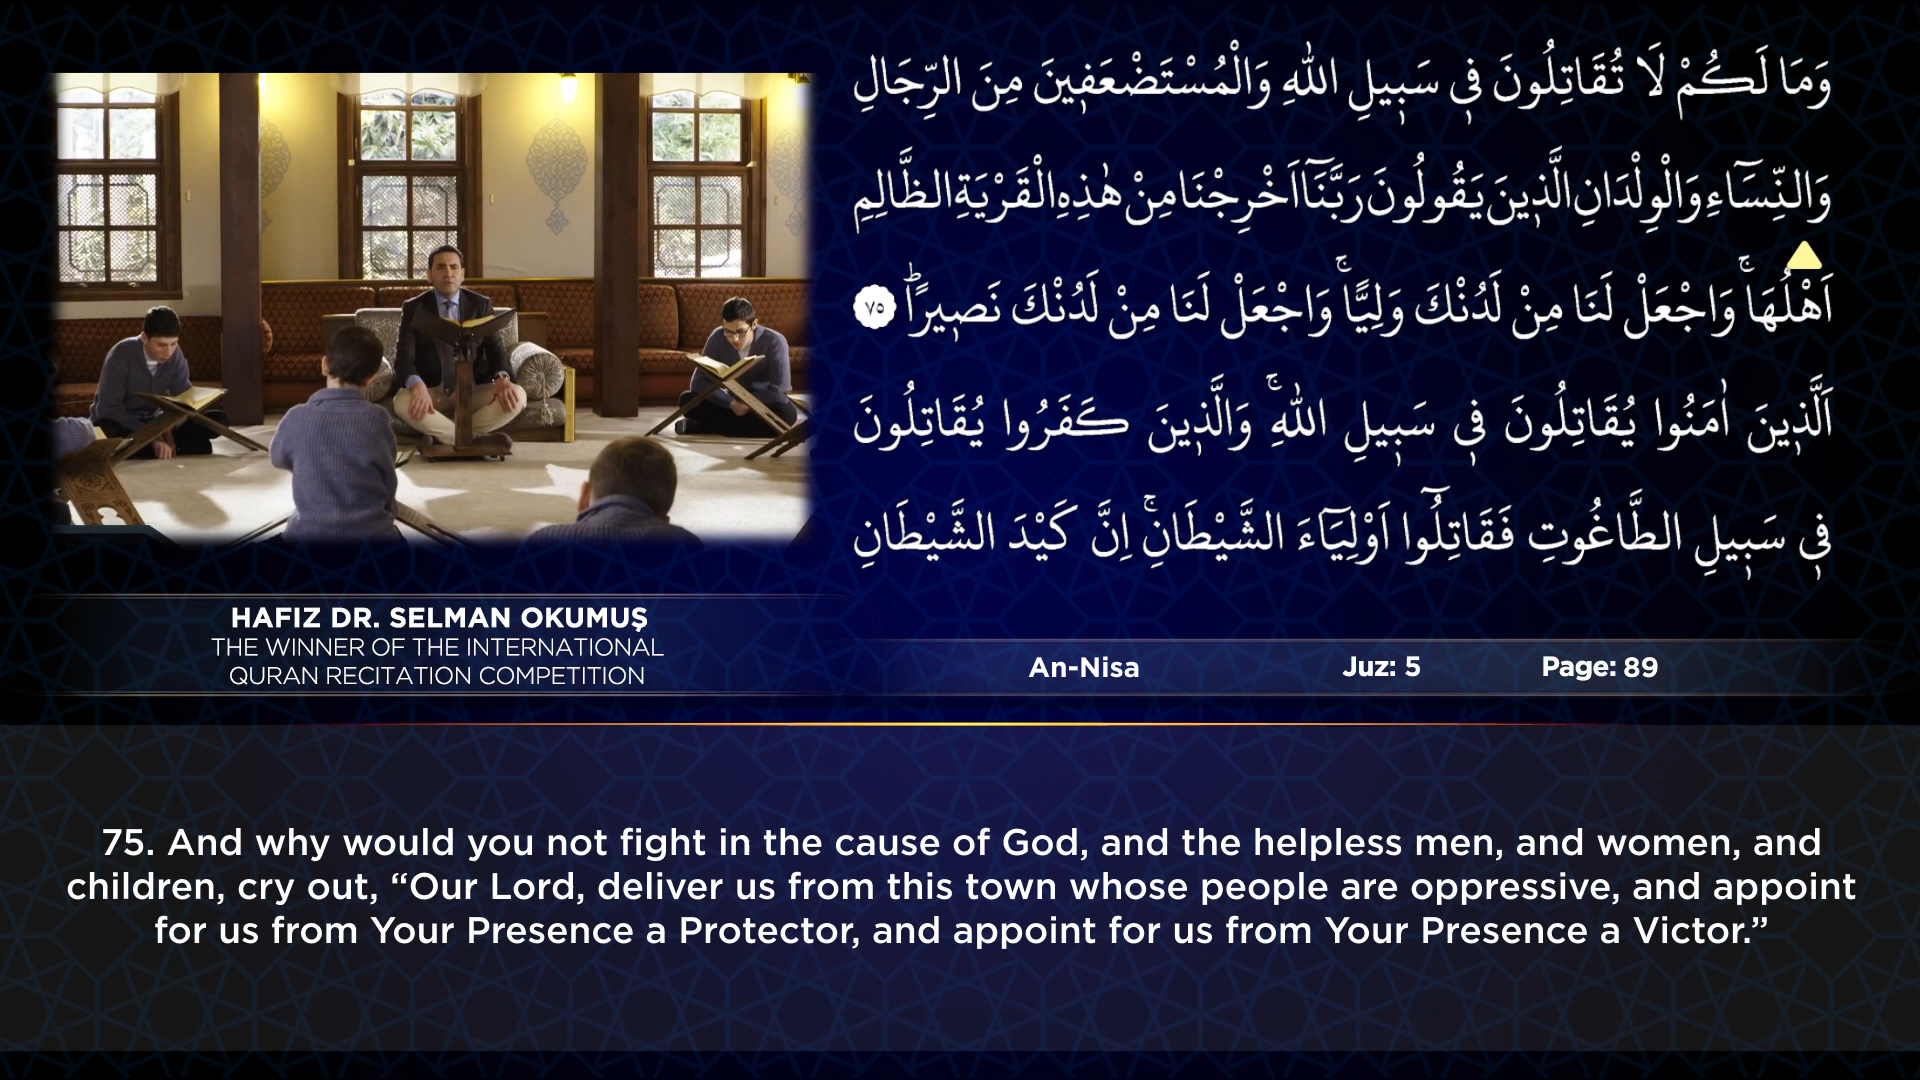 وَمَا لَكُمْ لَا تُقَاتِلُونَ فٖي سَبٖيلِ اللّٰهِ وَالْمُسْتَضْعَفٖينَ مِنَ الرِّجَالِ
وَالنِّسَٓاءِ وَالْوِلْدَانِ الَّذٖينَ يَقُولُونَ رَبَّنَٓا اَخْرِجْنَا مِنْ هٰذِهِ الْقَرْيَةِ الظَّالِمِ
اَهْلُهَاۚ وَاجْعَلْ لَنَا مِنْ لَدُنْكَ وَلِيًّاۚ وَاجْعَلْ لَنَا مِنْ لَدُنْكَ نَصٖيرًاؕ ٧٥
اَلَّذٖينَ اٰمَنُوا يُقَاتِلُونَ فٖي سَبٖيلِ اللّٰهِۚ وَالَّذٖينَ كَفَرُوا يُقَاتِلُونَ
فٖي سَبٖيلِ الطَّاغُوتِ فَقَاتِلُٓوا اَوْلِيَٓاءَ الشَّيْطَانِۚ اِنَّ كَيْدَ الشَّيْطَانِ
HAFIZ DR. SELMAN OKUMUŞ
THE WINNER OF THE INTERNATIONAL
QURAN RECITATION COMPETITION
An-Nisa Juz: 5 Page: 89
75. And why would you not fight in the cause of God, and the helpless men, and women, and
children, cry out, “Our Lord, deliver us from this town whose people are oppressive, and appoint
for us from Your Presence a Protector, and appoint for us from Your Presence a Victor.”